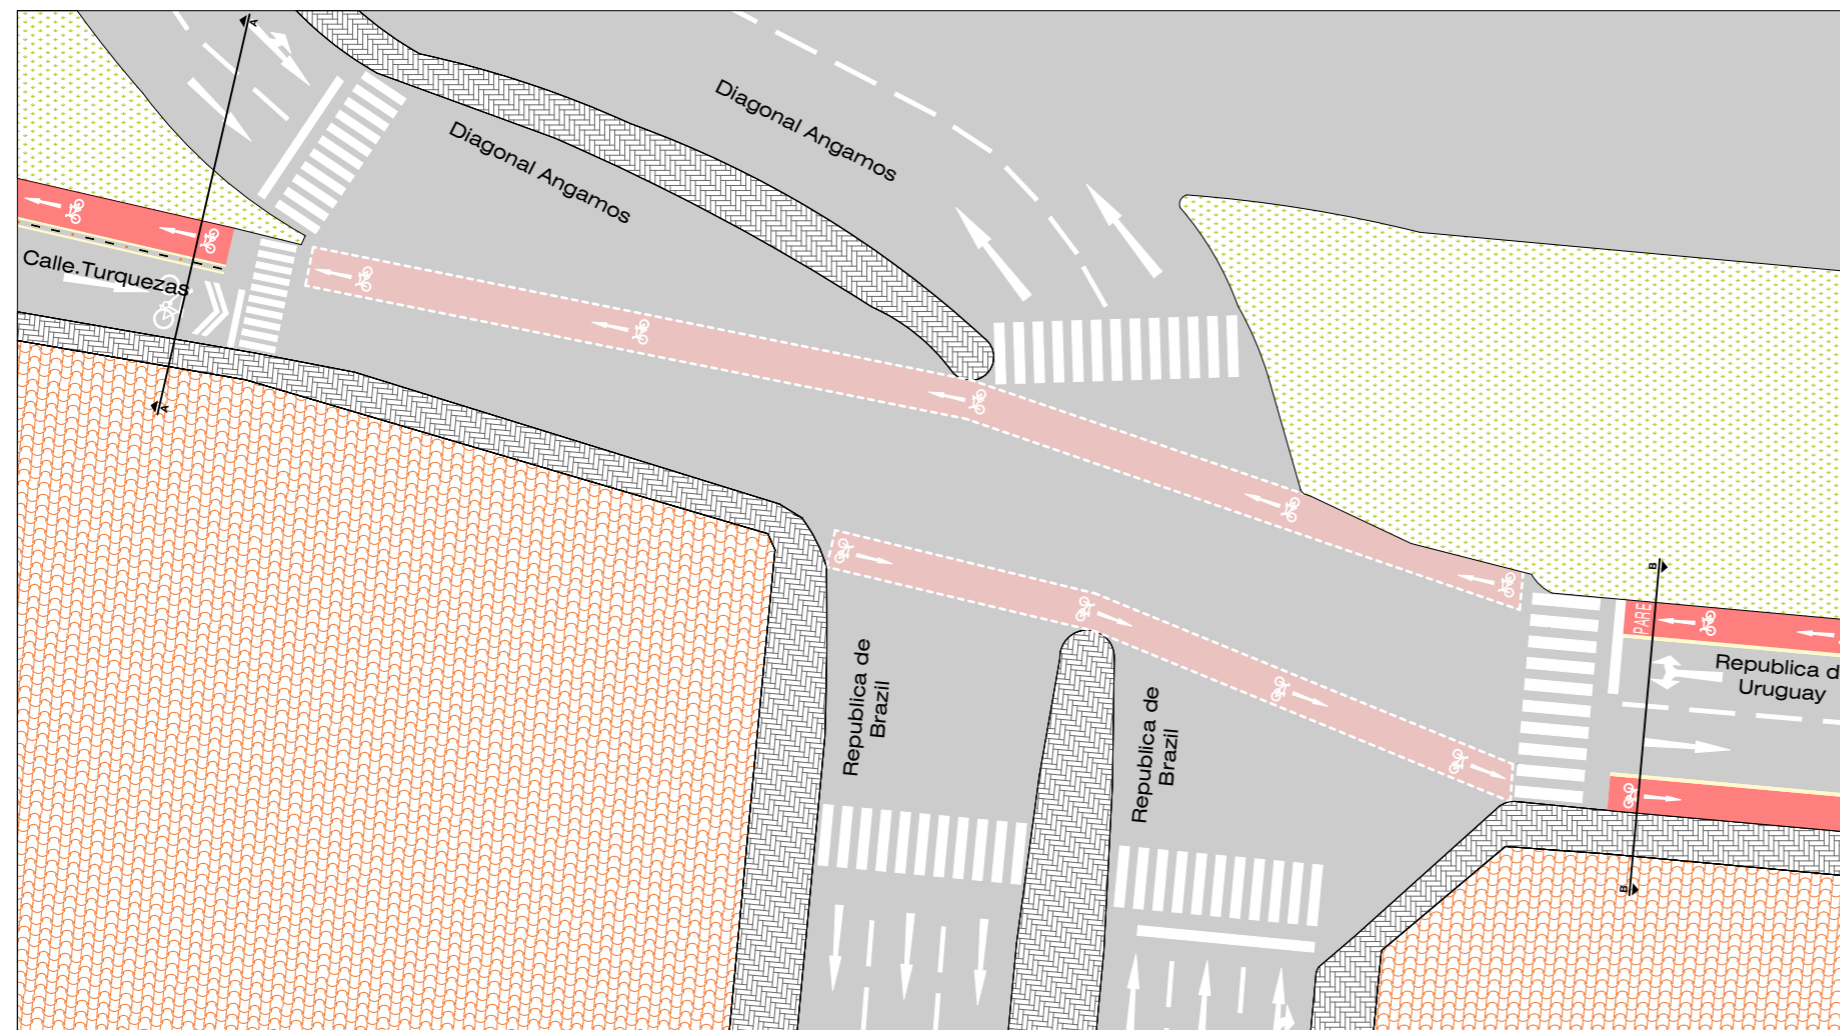 A
Diagonal Angamos
Diagonal Angamos
Calle.Turquezas
A
B
PARE
Republica d
Uruguay
Republica de
Brazil
Republica de
Brazil
B